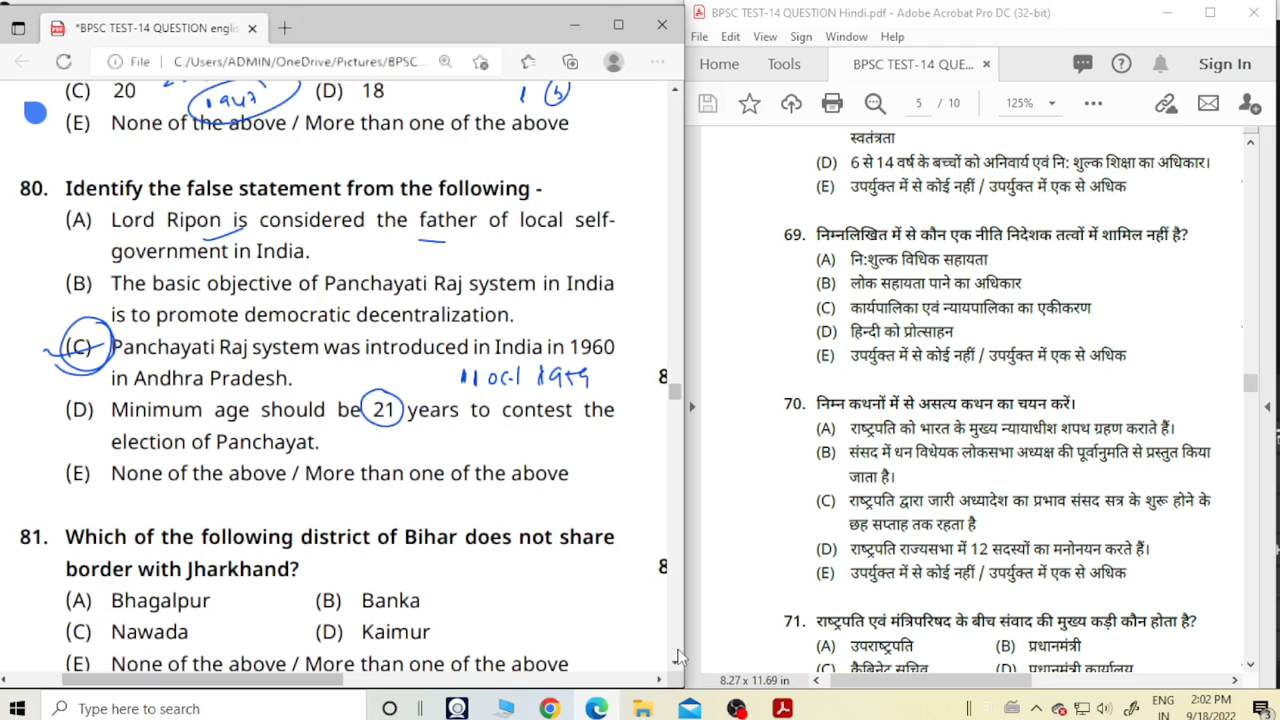 *BPSC TEST-14 QUESTION engli
File C:/Users/ADMIN/OneDrive/Pictures/BPSC...
(C) 20 (D) 18
1947
(E) None of the above / More than one of the above
80. Identify the false statement from the following -
(A) Lord Ripon is considered the father of local self-
government in India.
(B) The basic objective of Panchayati Raj system in India
is to promote democratic decentralization.
(C) Panchayati Raj system was introduced in India in 1960
in Andhra Pradesh.
11 oct 1959
8
(D) Minimum age should be 21 years to contest the
election of Panchayat.
(E) None of the above / More than one of the above
81. Which of the following district of Bihar does not share
border with Jharkhand?
8
(A) Bhagalpur (B) Banka
(C) Nawada (D) Kaimur
(E) None of the above / More than one of the above
BPSC TEST-14 QUESTION Hindi.pdf - Adobe Acrobat Pro DC (32-bit)
File Edit View Sign Window Help
Home Tools BPSC TEST-14 QUE... Sign In
5 / 10 125%
स्वतंत्रता
(D) 6 से 14 वर्ष के बच्चों को अनिवार्य एवं नि: शुल्क शिक्षा का अधिकार।
(E) उपर्युक्त में से कोई नहीं / उपर्युक्त में एक से अधिक
69. निम्नलिखित में से कौन एक नीति निदेशक तत्वों में शामिल नहीं है?
(A) नि:शुल्क विधिक सहायता
(B) लोक सहायता पाने का अधिकार
(C) कार्यपालिका एवं न्यायपालिका का एकीकरण
(D) हिन्दी को प्रोत्साहन
(E) उपर्युक्त में से कोई नहीं / उपर्युक्त में एक से अधिक
70. निम्न कथनों में से असत्य कथन का चयन करें।
(A) राष्ट्रपति को भारत के मुख्य न्यायाधीश शपथ ग्रहण कराते हैं।
(B) संसद में धन विधेयक लोकसभा अध्यक्ष की पूर्वानुमति से प्रस्तुत किया
जाता है।
(C) राष्ट्रपति द्वारा जारी अध्यादेश का प्रभाव संसद सत्र के शुरू होने के
छह सप्ताह तक रहता है
(D) राष्ट्रपति राज्यसभा में 12 सदस्यों का मनोनयन करते हैं।
(E) उपर्युक्त में से कोई नहीं / उपर्युक्त में एक से अधिक
71. राष्ट्रपति एवं मंत्रिपरिषद के बीच संवाद की मुख्य कड़ी कौन होता है?
(A) उपराष्ट्रपति (B) प्रधानमंत्री
(C) कैबिनेट सचिव (D) प्रधानमंत्री कार्यालय
8.27 x 11.69 in
Type here to search
ENG
IN
2:02 PM
9/18/2022